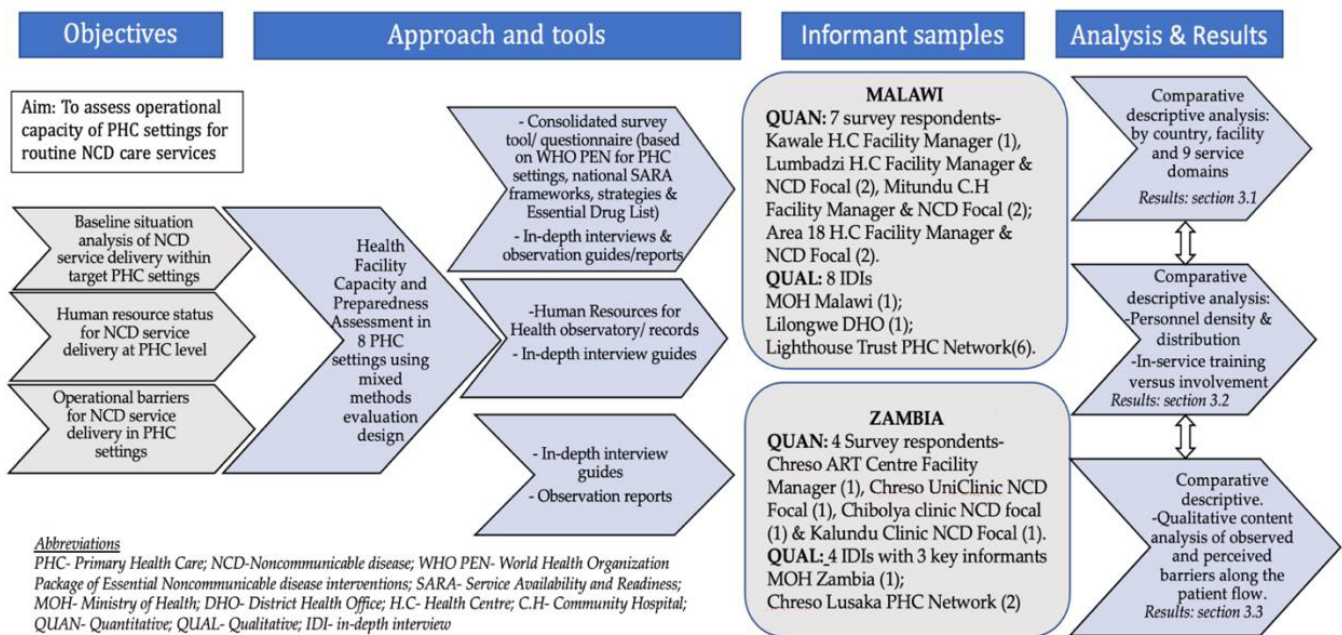 Objectives
Approach and tools
Informant samples
Analysis & Results
Aim: To assess operational
capacity of PHC settings for
routine NCD care services
Baseline situation
analysis of NCD
service delivery within
target PHC settings
Human resource status
for NCD service
delivery at PHC level
Operational barriers
for NCD service
delivery in PHC
settings
Health
Facility
Capacity and
Preparedness
Assessment in
8 PHC
settings using
mixed
methods
evaluation
design
- Consolidated survey
tool/ questionnaire (based
on WHO PEN for PHC
settings, national SARA
frameworks, strategies &
Essential Drug List)
- In-depth interviews &
observation guides/reports
-Human Resources for
Health observatory/ records
- In-depth interview guides
- In-depth interview
guides
- Observation reports
MALAWI
QUAN: 7 survey respondents-
Kawale H.C Facility Manager (1),
Lumbadzi H.C Facility Manager &
NCD Focal (2), Mitundu C.H
Facility Manager & NCD Focal (2);
Area 18 H.C Facility Manager &
NCD Focal (2).
QUAL: 8 IDIs
MOH Malawi (1);
Lilongwe DHO (1);
Lighthouse Trust PHC Network(6).
ZAMBIA
QUAN: 4 Survey respondents-
Chreso ART Centre Facility
Manager (1), Chreso UniClinic NCD
Focal (1), Chibolya clinic NCD focal
(1) & Kalundu Clinic NCD Focal (1).
QUAL: 4 IDIs with 3 key informants
MOH Zambia (1);
Chreso Lusaka PHC Network (2)
Comparative
descriptive analysis:
by country, facility
and 9 service
domains
Results: section 3.1
Comparative
descriptive analysis:
-Personnel density &
distribution
-In-service training
versus involvement
Results: section 3.2
Comparative
descriptive.
-Qualitative content
analysis of observed
and perceived
barriers along the
patient flow.
Results: section 3.3
Abbreviations
PHC- Primary Health Care; NCD-Noncommunicable disease; WHO PEN- World Health Organization
Package of Essential Noncommunicable disease interventions; SARA- Service Availability and Readiness;
MOH- Ministry of Health; DHO- District Health Office; H.C- Health Centre; C.H- Community Hospital;
QUAN- Quantitative; QUAL- Qualitative; IDI- in-depth interview